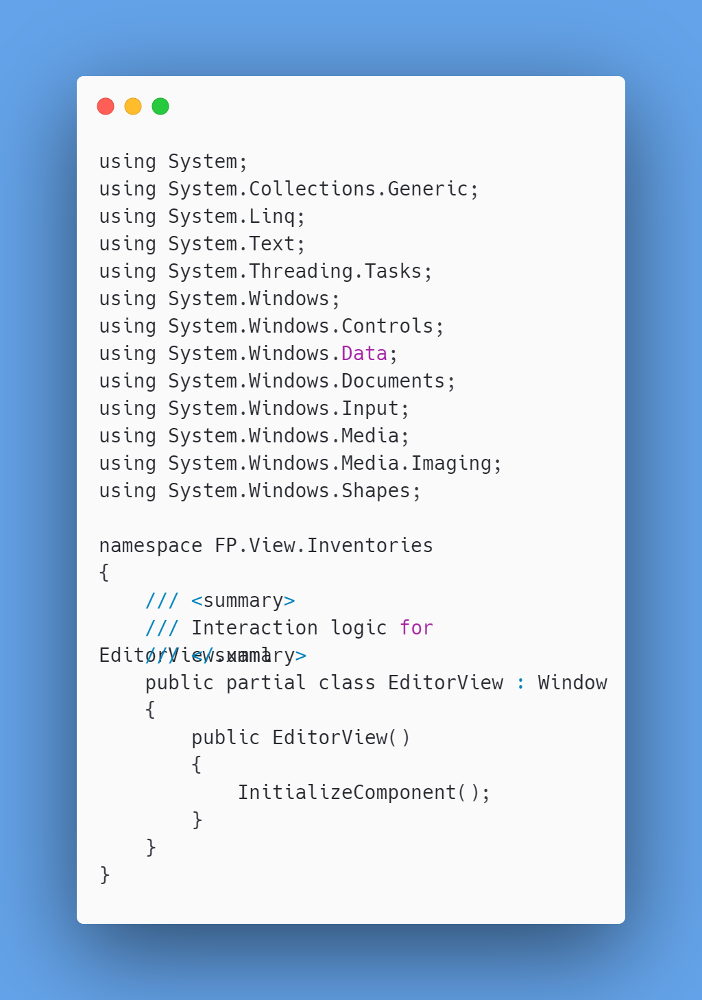 using System;
using System.Collections.Generic;
using System.Linq;
using System.Text;
using System.Threading.Tasks;
using System.Windows;
using System.Windows.Controls;
using System.Windows.Data;
using System.Windows.Documents;
using System.Windows.Input;
using System.Windows.Media;
using System.Windows.Media.Imaging;
using System.Windows.Shapes;

namespace FP.View.Inventories
{
    /// <summary>
    /// Interaction logic for
EditorView.xaml
    /// </summary>
    public partial class EditorView : Window
    {
        public EditorView()
        {
            InitializeComponent();
        }
    }
}